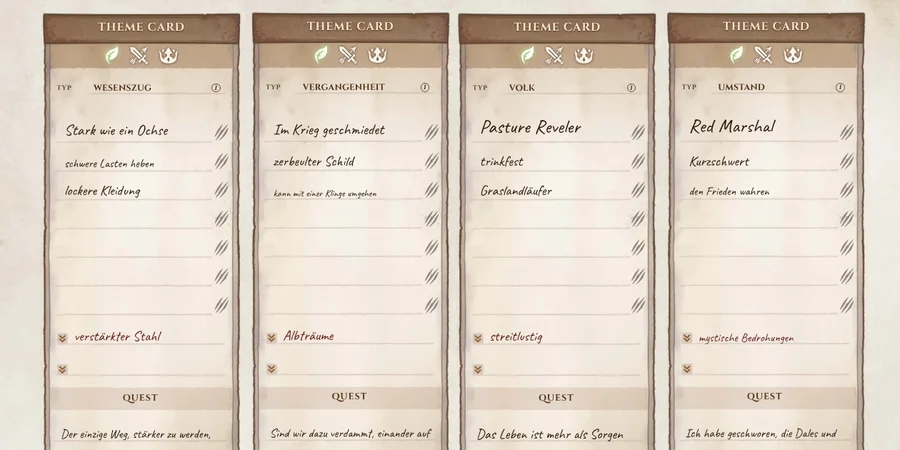 THEME CARD
TYP WESENSZUG
Stark wie ein Ochse
schwere Lasten heben
lockere Kleidung
verstärkter Stahl
QUEST
Der einzige Weg, stärker zu werden,
THEME CARD
TYP VERGANGENHEIT
Im Krieg geschmiedet
zerbeulter Schild
kann mit einer Klinge umgehen
Albträume
QUEST
Sind wir dazu verdammt, einander auf
THEME CARD
TYP VOLK
Pasture Reveler
trinkfest
Graslandläufer
streitlustig
QUEST
Das Leben ist mehr als Sorgen
THEME CARD
TYP UMSTAND
Red Marshal
Kurzschwert
den Frieden wahren
mystische Bedrohungen
QUEST
Ich habe geschworen, die Dales und